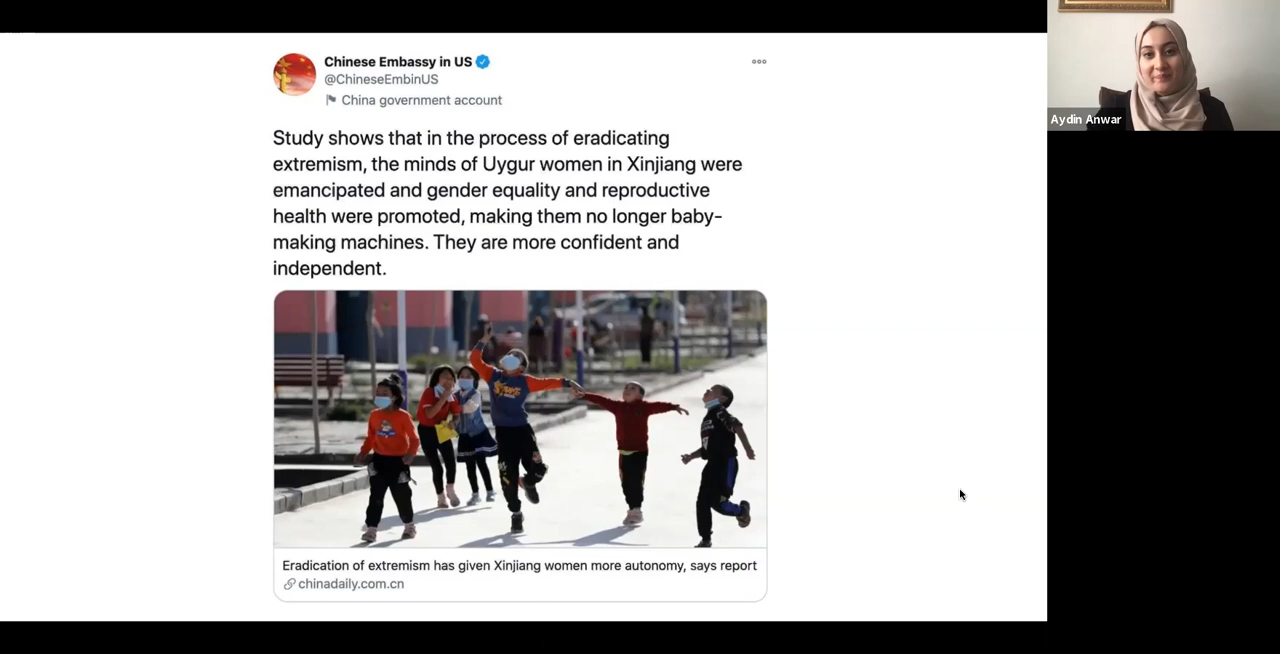 Chinese Embassy in US
@ChineseEmbinUS
China government account
Study shows that in the process of eradicating
extremism, the minds of Uygur women in Xinjiang were
emancipated and gender equality and reproductive
health were promoted, making them no longer baby-
making machines. They are more confident and
independent.
Eradication of extremism has given Xinjiang women more autonomy, says report
chinadaily.com.cn
Aydin Anwar